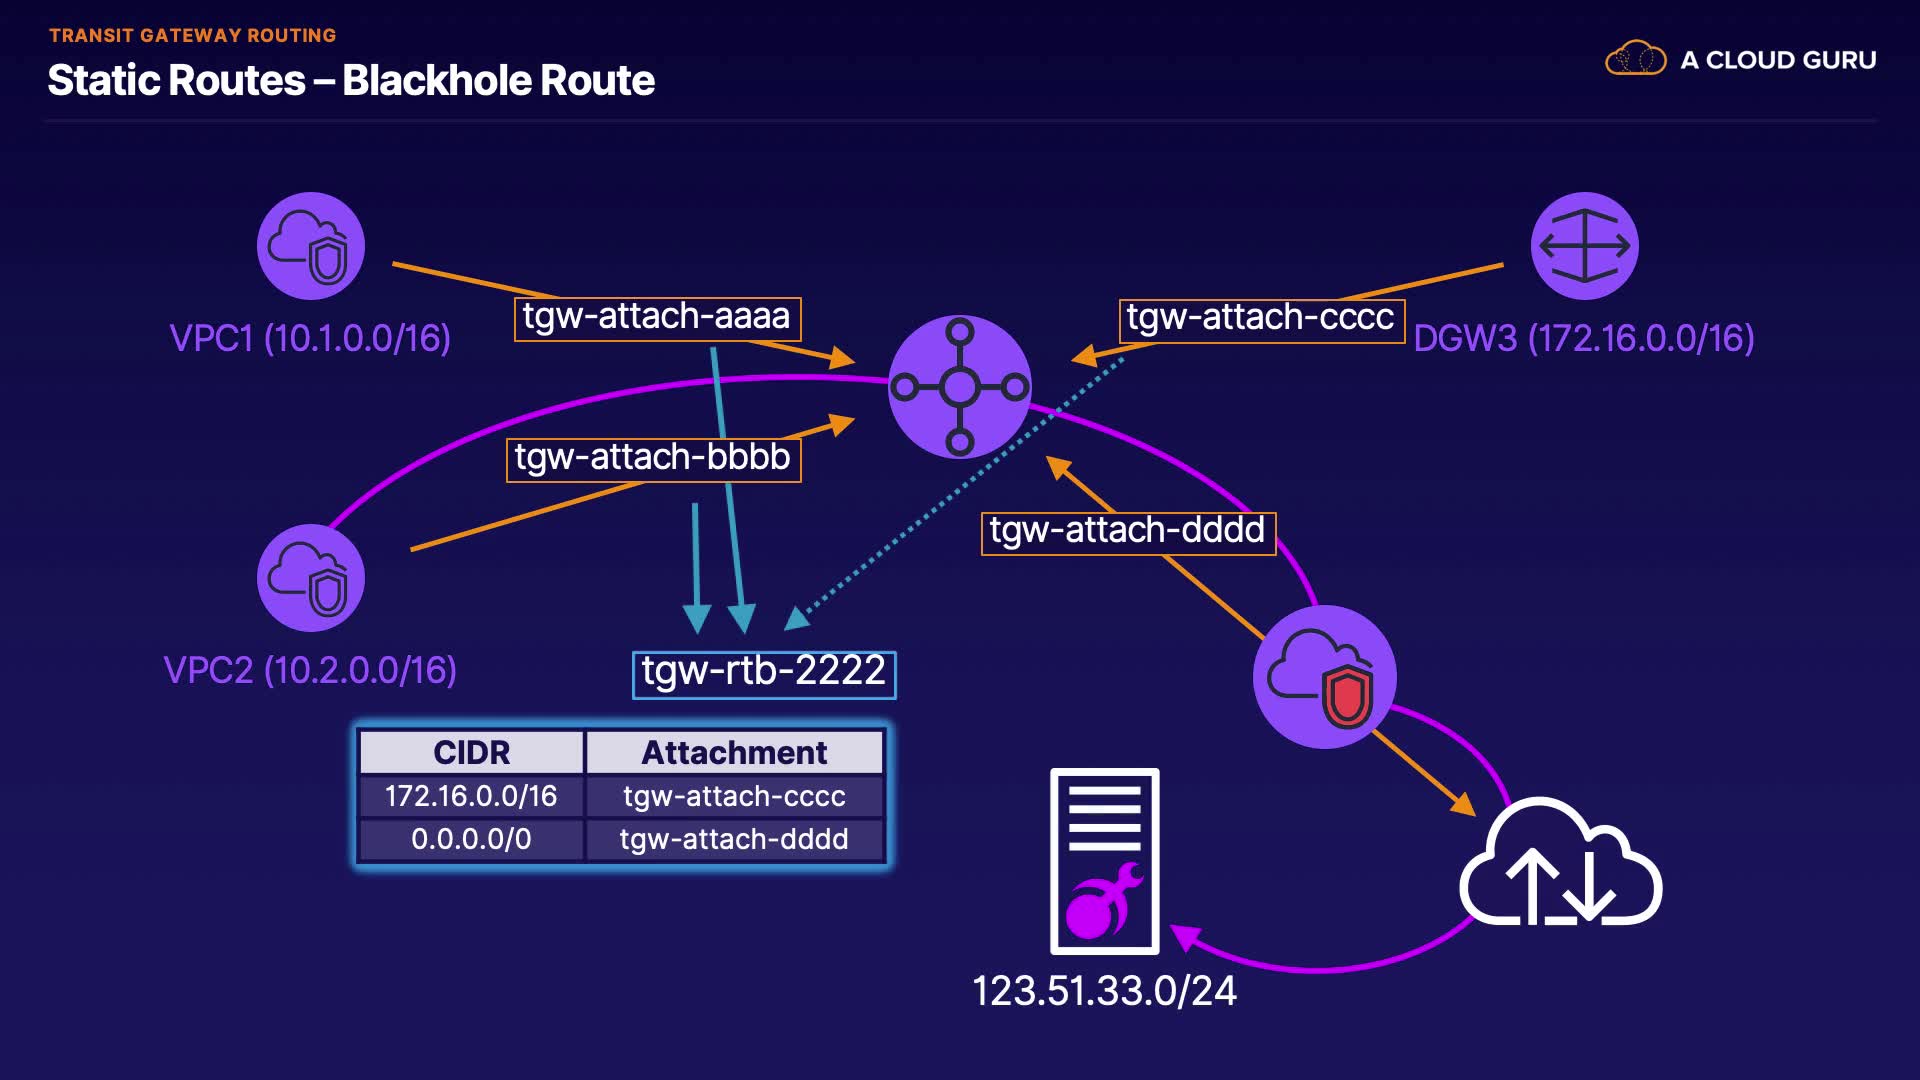 TRANSIT GATEWAY ROUTING
Static Routes – Blackhole Route
A CLOUD GURU
tgw-attach-aaaa
tgw-attach-cccc
VPC1 (10.1.0.0/16)
DGW3 (172.16.0.0/16)
tgw-attach-bbbb
tgw-attach-dddd
VPC2 (10.2.0.0/16)
tgw-rtb-2222
CIDR Attachment
172.16.0.0/16 tgw-attach-cccc
0.0.0.0/0 tgw-attach-dddd
123.51.33.0/24